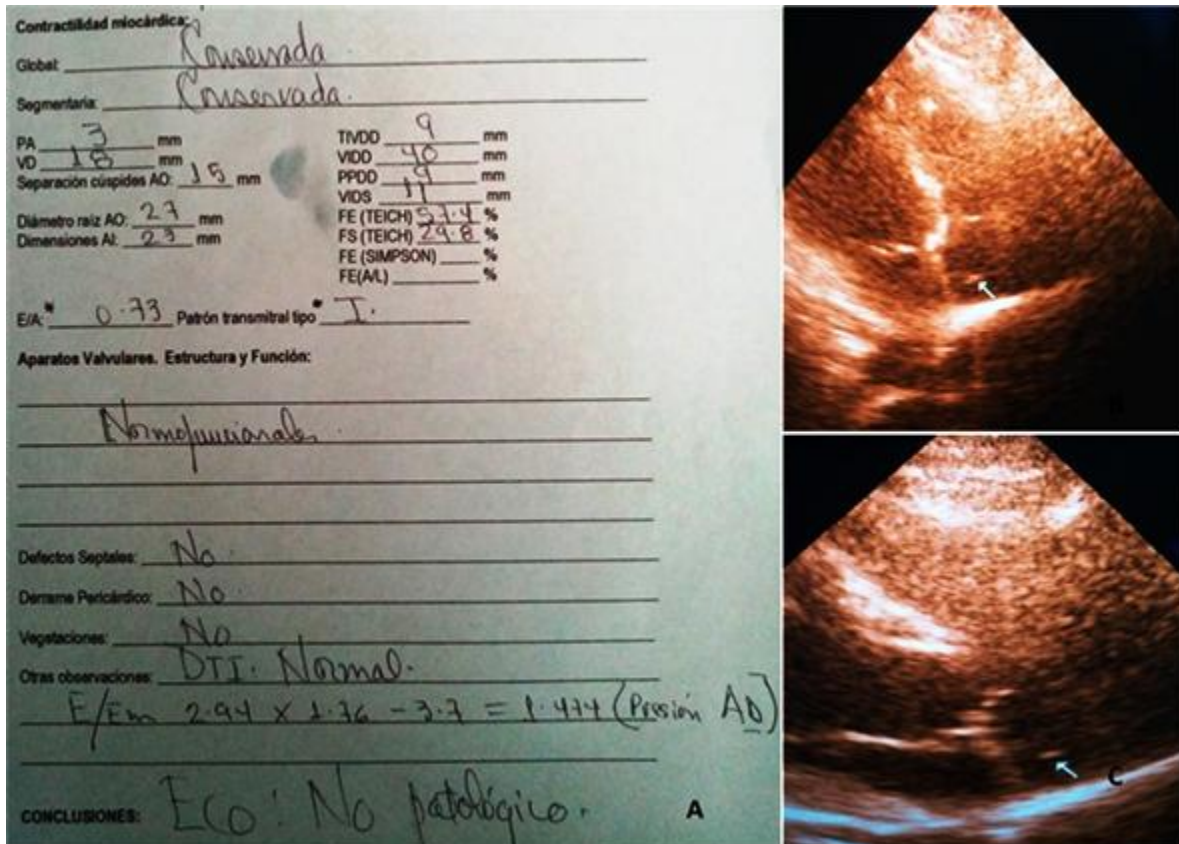 Contractilidad miocárdica:
Global: Conservada.
Segmentaria: Conservada.
PA 3 mm
VD 18 mm
Separación cúspides AO: 15 mm
Diámetro raíz AO: 27 mm
Dimensiones AI: 23 mm
TIVDD 9 mm
VIDD 40 mm
PPDD 9 mm
VIDS 11 mm
FE (TEICH) 57.4 %
FS (TEICH) 29.8 %
FE (SIMPSON) %
FE(A/L) %
E/A:* 0.73 Patrón transmitral tipo* I.
Aparatos Valvulares. Estructura y Función:
Normofuncionales.
Defectos Septales: No.
Derrame Pericárdico: No
Vegetaciones: No
Otras observaciones: DTI. Normal.
E/Em 2.94 x 1.76 - 3.7 = 1.474 (Presión AD)
CONCLUSIONES: Eco: No patológico.
A
B
C